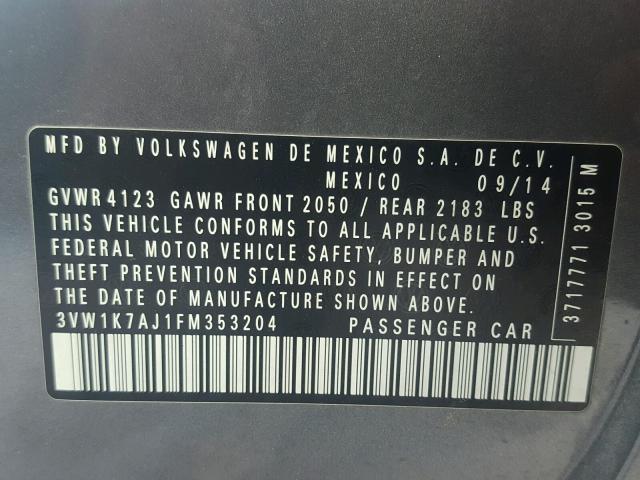 MFD BY VOLKSWAGEN DE MEXICO S.A. DE C.V.
MEXICO 09/14
GVWR 4123 GAWR FRONT 2050 / REAR 2183 LBS
THIS VEHICLE CONFORMS TO ALL APPLICABLE U.S.
FEDERAL MOTOR VEHICLE SAFETY, BUMPER AND
THEFT PREVENTION STANDARDS IN EFFECT ON
THE DATE OF MANUFACTURE SHOWN ABOVE.
3VW1K7AJ1FM353204 PASSENGER CAR
37177771 3015 M